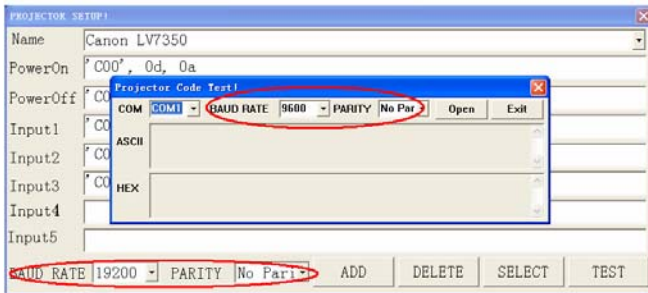 PROJECTOR SETUP!
Name Canon LV7350
PowerOn 'C00', 0d, 0a
PowerOff 'C0
Projector Code Test!
COM COM1 BAUD RATE 9600 PARITY No Par Open Exit
Input1 'C0
ASCII
Input2 'C0
Input3 'C0
HEX
Input4
Input5
BAUD RATE 19200 PARITY No Pari ADD DELETE SELECT TEST